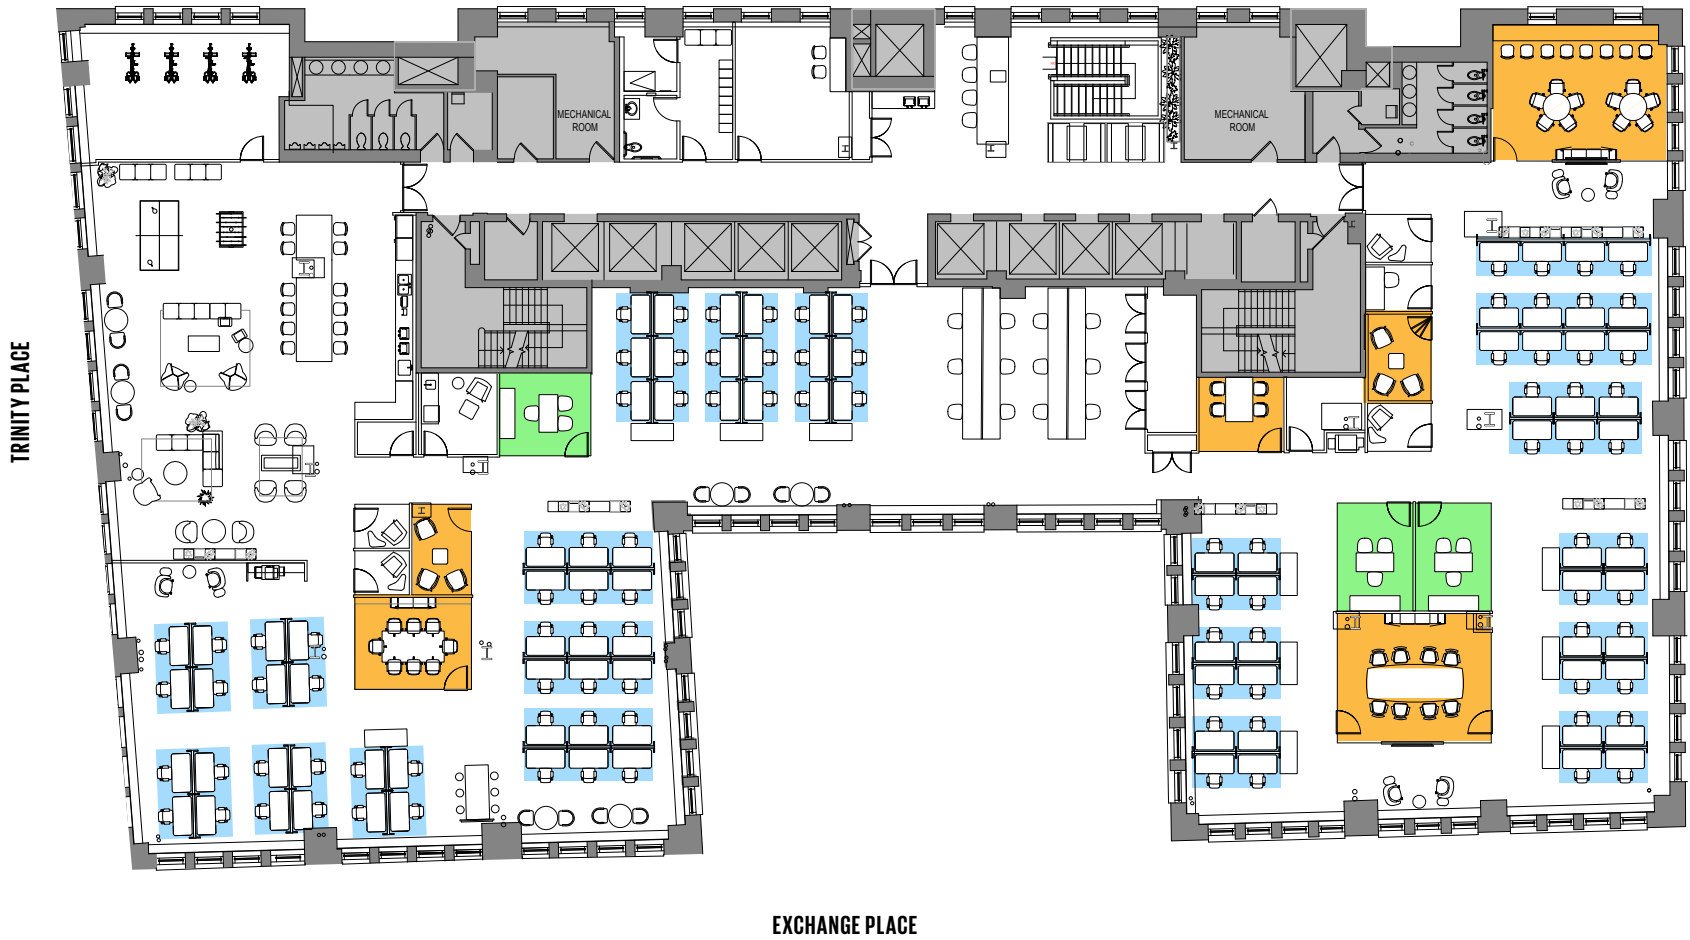 MECHANICAL
ROOM
MECHANICAL
ROOM
TRINITY PLACE
EXCHANGE PLACE